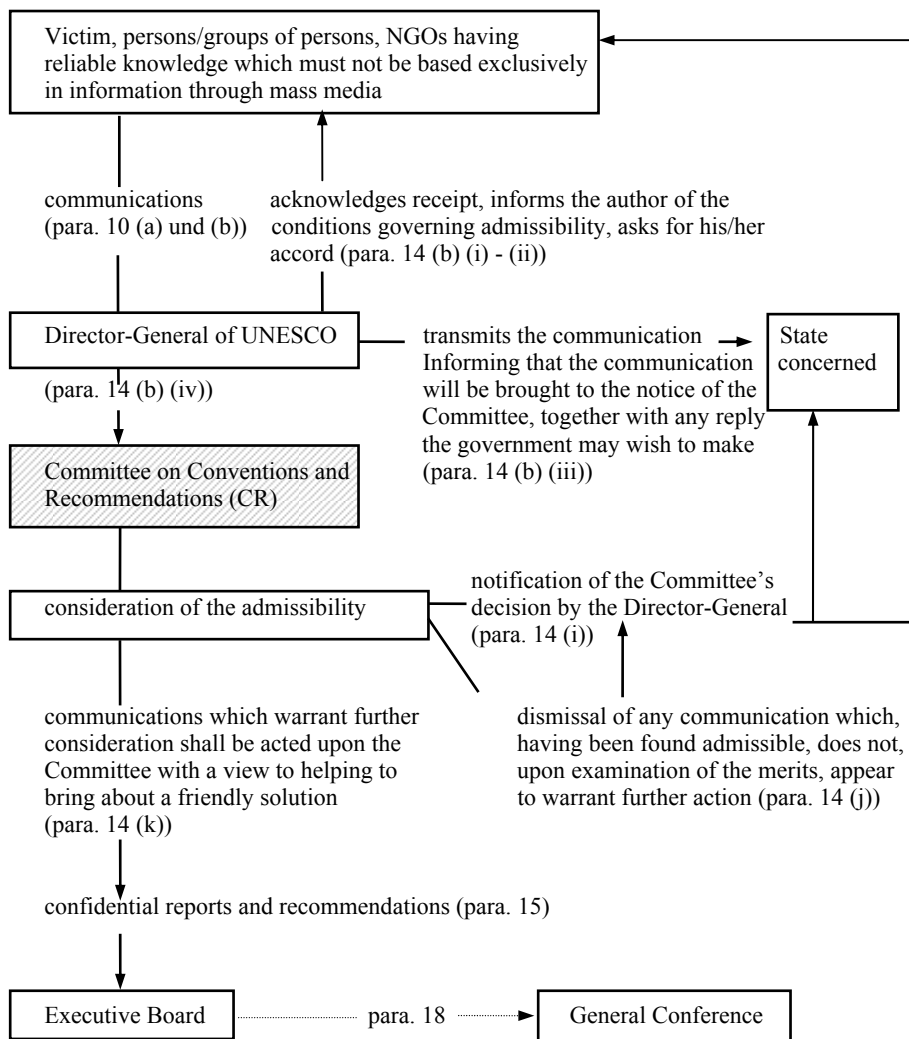 Victim, persons/groups of persons, NGOs having
reliable knowledge which must not be based exclusively
in information through mass media
communications
(para. 10 (a) und (b))
acknowledges receipt, informs the author of the
conditions governing admissibility, asks for his/her
accord (para. 14 (b) (i) - (ii))
Director-General of UNESCO
(para. 14 (b) (iv))
transmits the communication
Informing that the communication
will be brought to the notice of the
Committee, together with any reply
the government may wish to make
(para. 14 (b) (iii))
State
concerned
Committee on Conventions and
Recommendations (CR)
consideration of the admissibility
notification of the Committee’s
decision by the Director-General
(para. 14 (i))
communications which warrant further
consideration shall be acted upon the
Committee with a view to helping to
bring about a friendly solution
(para. 14 (k))
dismissal of any communication which,
having been found admissible, does not,
upon examination of the merits, appear
to warrant further action (para. 14 (j))
confidential reports and recommendations (para. 15)
Executive Board
para. 18
General Conference